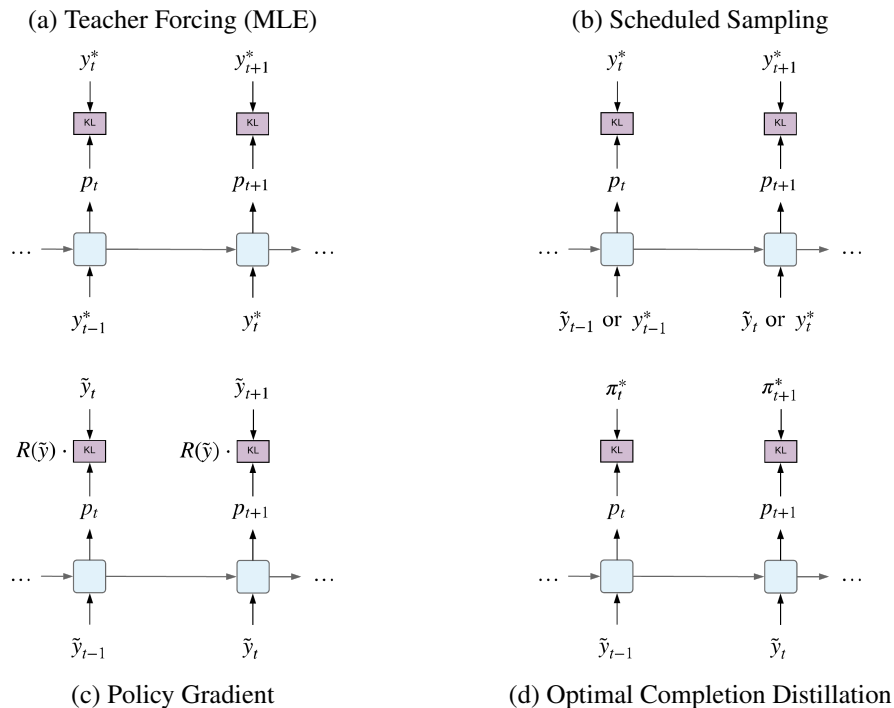 (a) Teacher Forcing (MLE)
(b) Scheduled Sampling
y*_t
y*_{t+1}
y*_t
y*_{t+1}
KL
KL
KL
KL
p_t
p_{t+1}
p_t
p_{t+1}
...
...
...
...
y*_{t−1}
y*_t
ỹ_{t−1} or y*_{t−1}
ỹ_t or y*_t
ỹ_t
ỹ_{t+1}
π*_t
π*_{t+1}
R(ỹ) · KL
R(ỹ) · KL
KL
KL
p_t
p_{t+1}
p_t
p_{t+1}
...
...
...
...
ỹ_{t−1}
ỹ_t
ỹ_{t−1}
ỹ_t
(c) Policy Gradient
(d) Optimal Completion Distillation